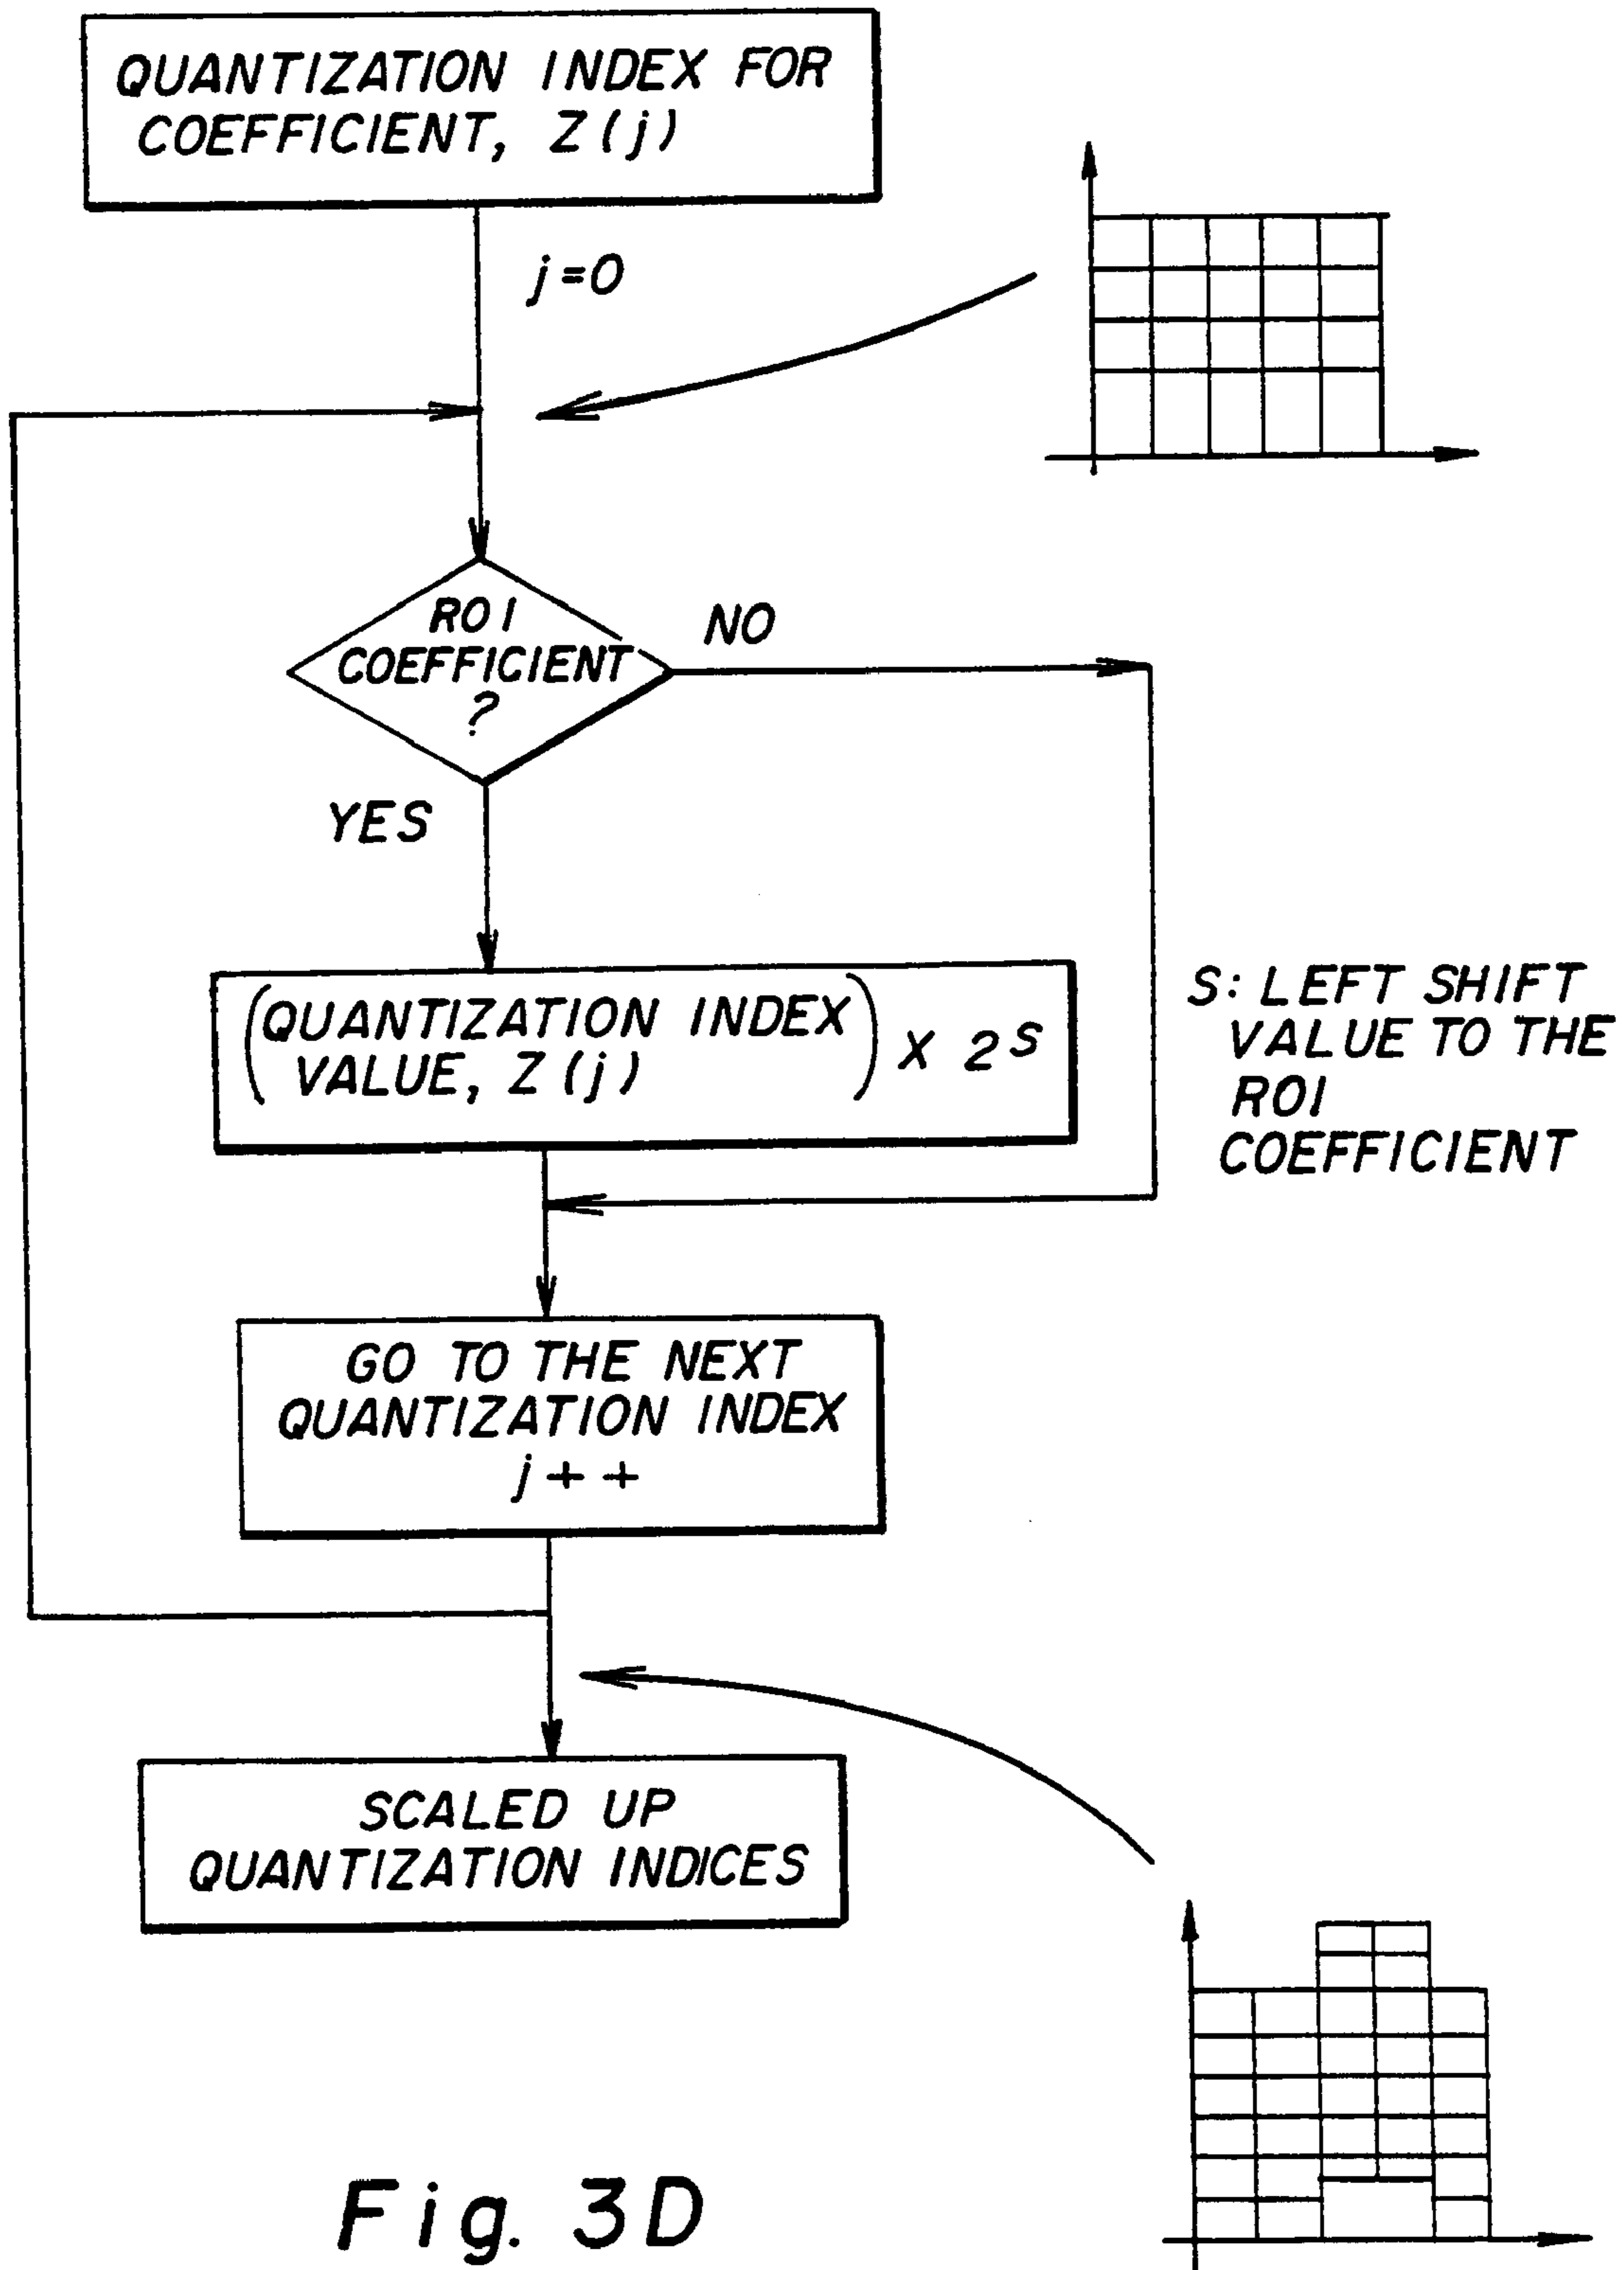 QUANTIZATION INDEX FOR
COEFFICIENT, Z(j)
j=0
ROI
COEFFICIENT
?
NO
YES
(QUANTIZATION INDEX
VALUE, Z(j)) X 2^S
S: LEFT SHIFT
VALUE TO THE
ROI
COEFFICIENT
GO TO THE NEXT
QUANTIZATION INDEX
j++
SCALED UP
QUANTIZATION INDICES
Fig. 3D